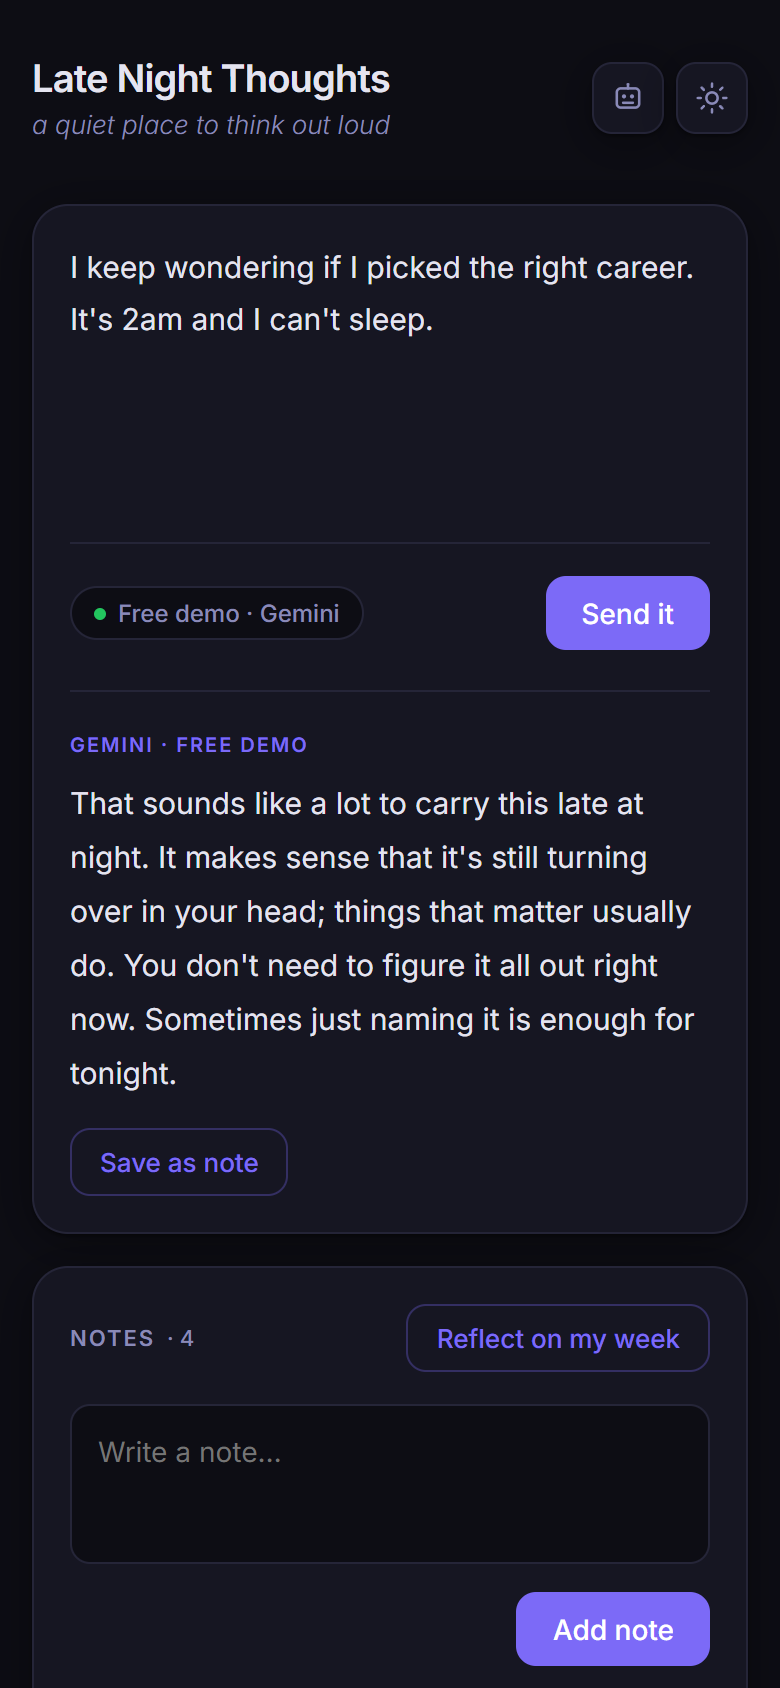 Late Night Thoughts
a quiet place to think out loud
I keep wondering if I picked the right career.
It's 2am and I can't sleep.
Free demo · Gemini
Send it
GEMINI · FREE DEMO
That sounds like a lot to carry this late at
night. It makes sense that it's still turning
over in your head; things that matter usually
do. You don't need to figure it all out right
now. Sometimes just naming it is enough for
tonight.
Save as note
NOTES · 4
Reflect on my week
Write a note...
Add note